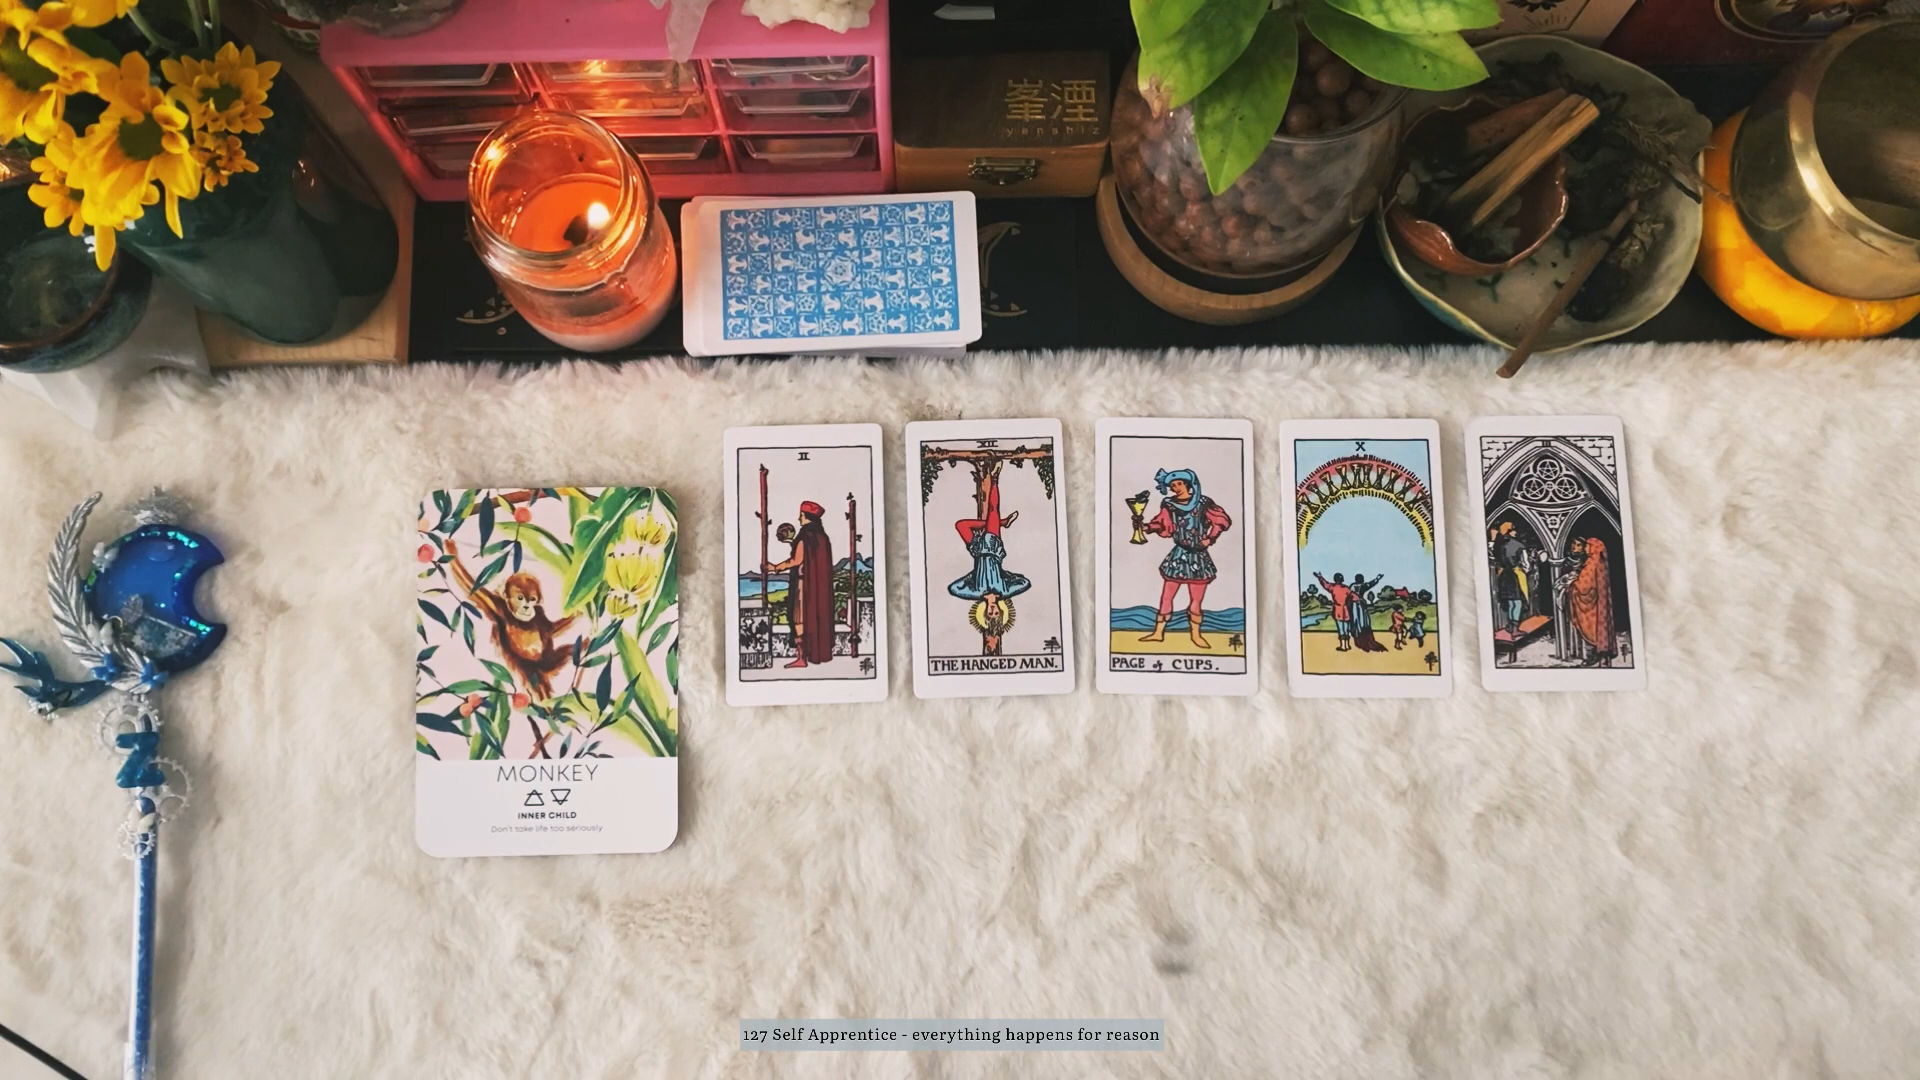 峯湮
yanshiz
II
XII
X
III
THE HANGED MAN.
PAGE of CUPS.
MONKEY
INNER CHILD
Don't take life too seriously
127 Self Apprentice - everything happens for reason